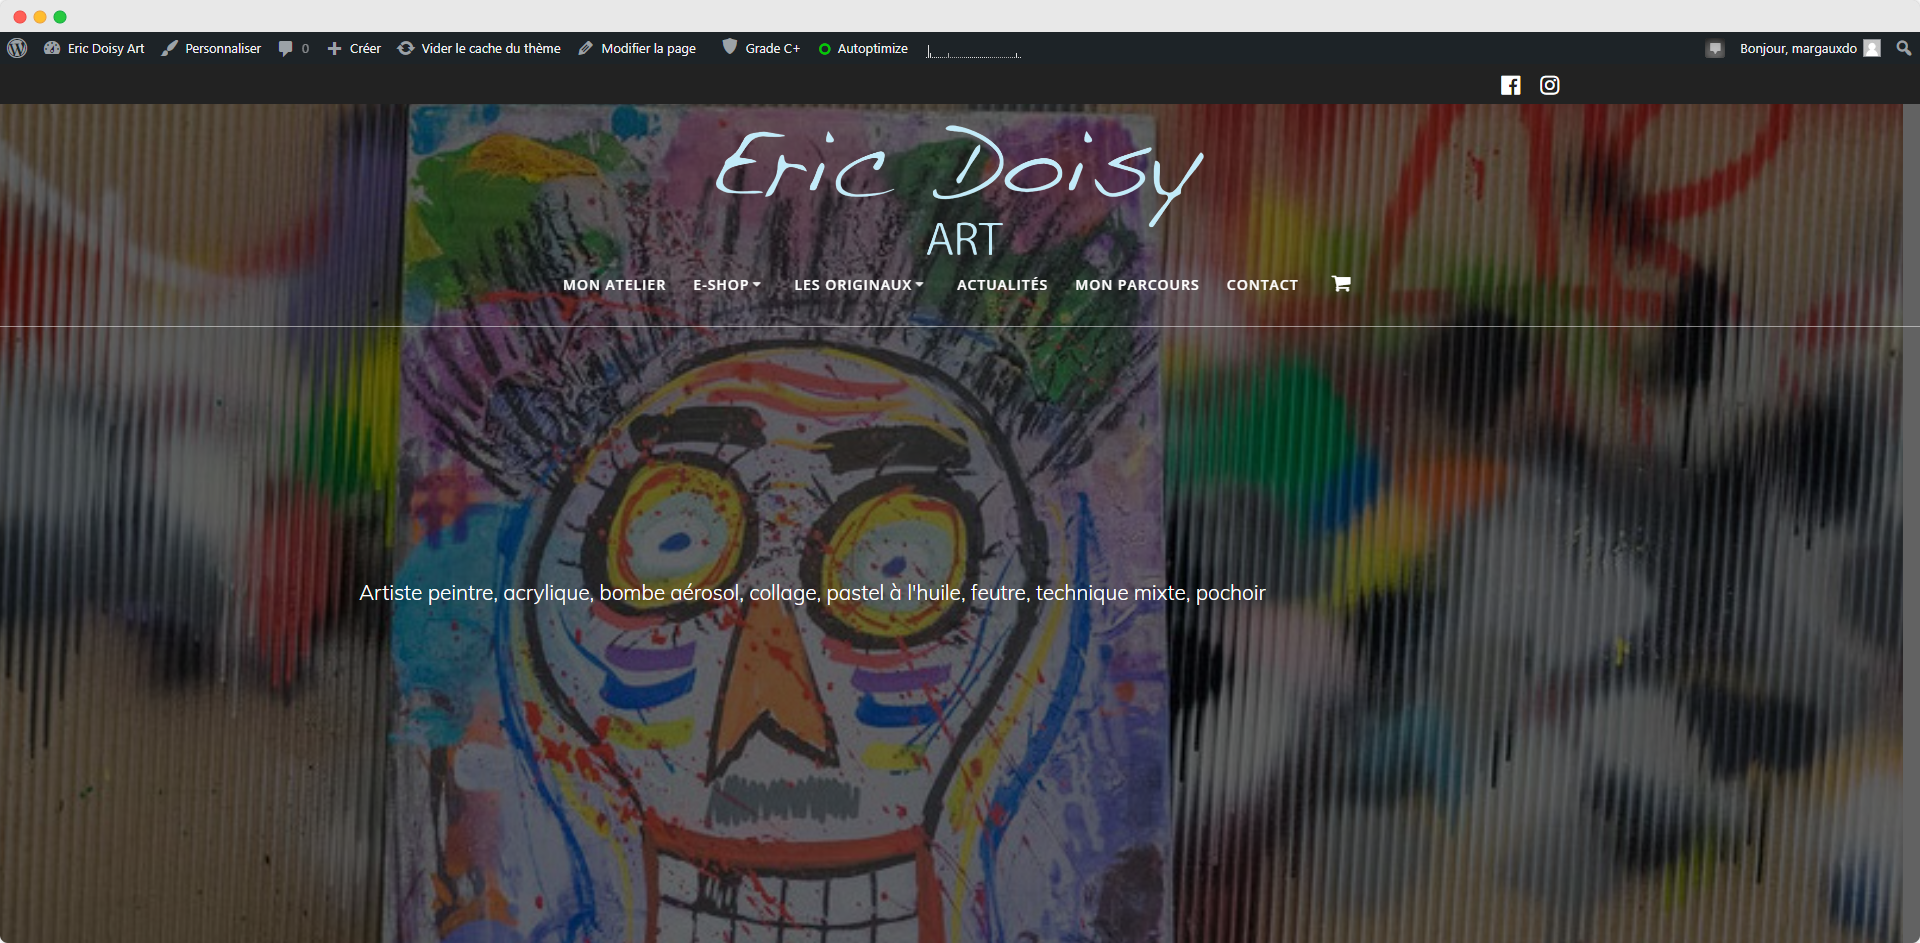 Eric Doisy Art Personnaliser 0 Créer Vider le cache du thème Modifier la page Grade C+ Autoptimize Bonjour, margauxdo
Eric Doisy
ART
MON ATELIER E-SHOP LES ORIGINAUX ACTUALITÉS MON PARCOURS CONTACT
Artiste peintre, acrylique, bombe aérosol, collage, pastel à l'huile, feutre, technique mixte, pochoir